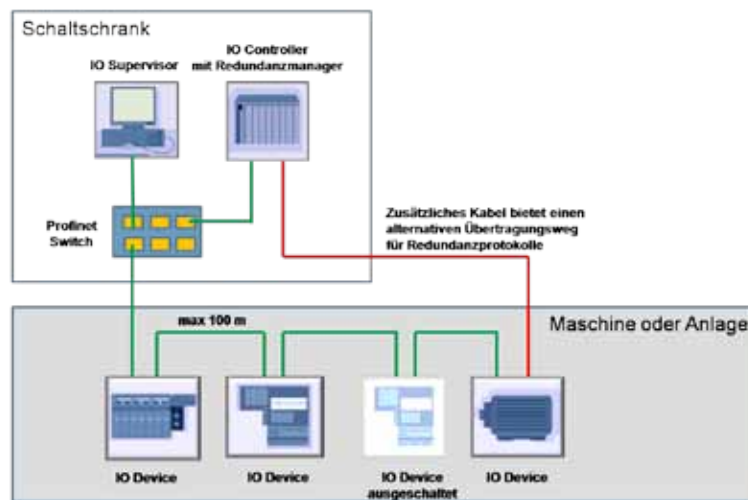 Schaltschrank
IO Supervisor
IO Controller
mit Redundanzmanager
Profinet
Switch
Zusätzliches Kabel bietet einen
alternativen Übertragungsweg
für Redundanzprotokolle
max 100 m
Maschine oder Anlage
IO Device
IO Device
IO Device
ausgeschaltet
IO Device